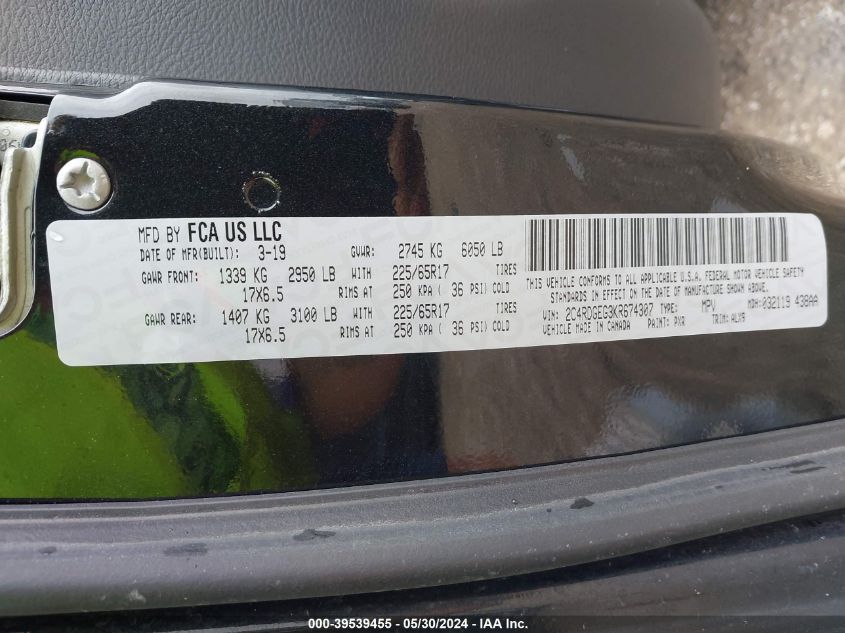 MFD BY FCA US LLC
DATE OF MFR(BUILT): 3-19 GVWR: 2745 KG 6050 LB
GAWR FRONT: 1339 KG 2950 LB WITH 225/65R17 TIRES
17X6.5 RIMS AT 250 KPA ( 36 PSI) COLD
GAWR REAR: 1407 KG 3100 LB WITH 225/65R17 TIRES
17X6.5 RIMS AT 250 KPA ( 36 PSI) COLD
THIS VEHICLE CONFORMS TO ALL APPLICABLE U.S.A. FEDERAL MOTOR VEHICLE SAFETY
STANDARDS IN EFFECT ON THE DATE OF MANUFACTURE SHOWN ABOVE.
VIN: 2C4RDGEG3KR674307 TYPE: MPV MDH: 032119 438AA
MADE IN CANADA PAINT: PXR TRIM: ALX9
000-39539455 - 05/30/2024 - IAA Inc.